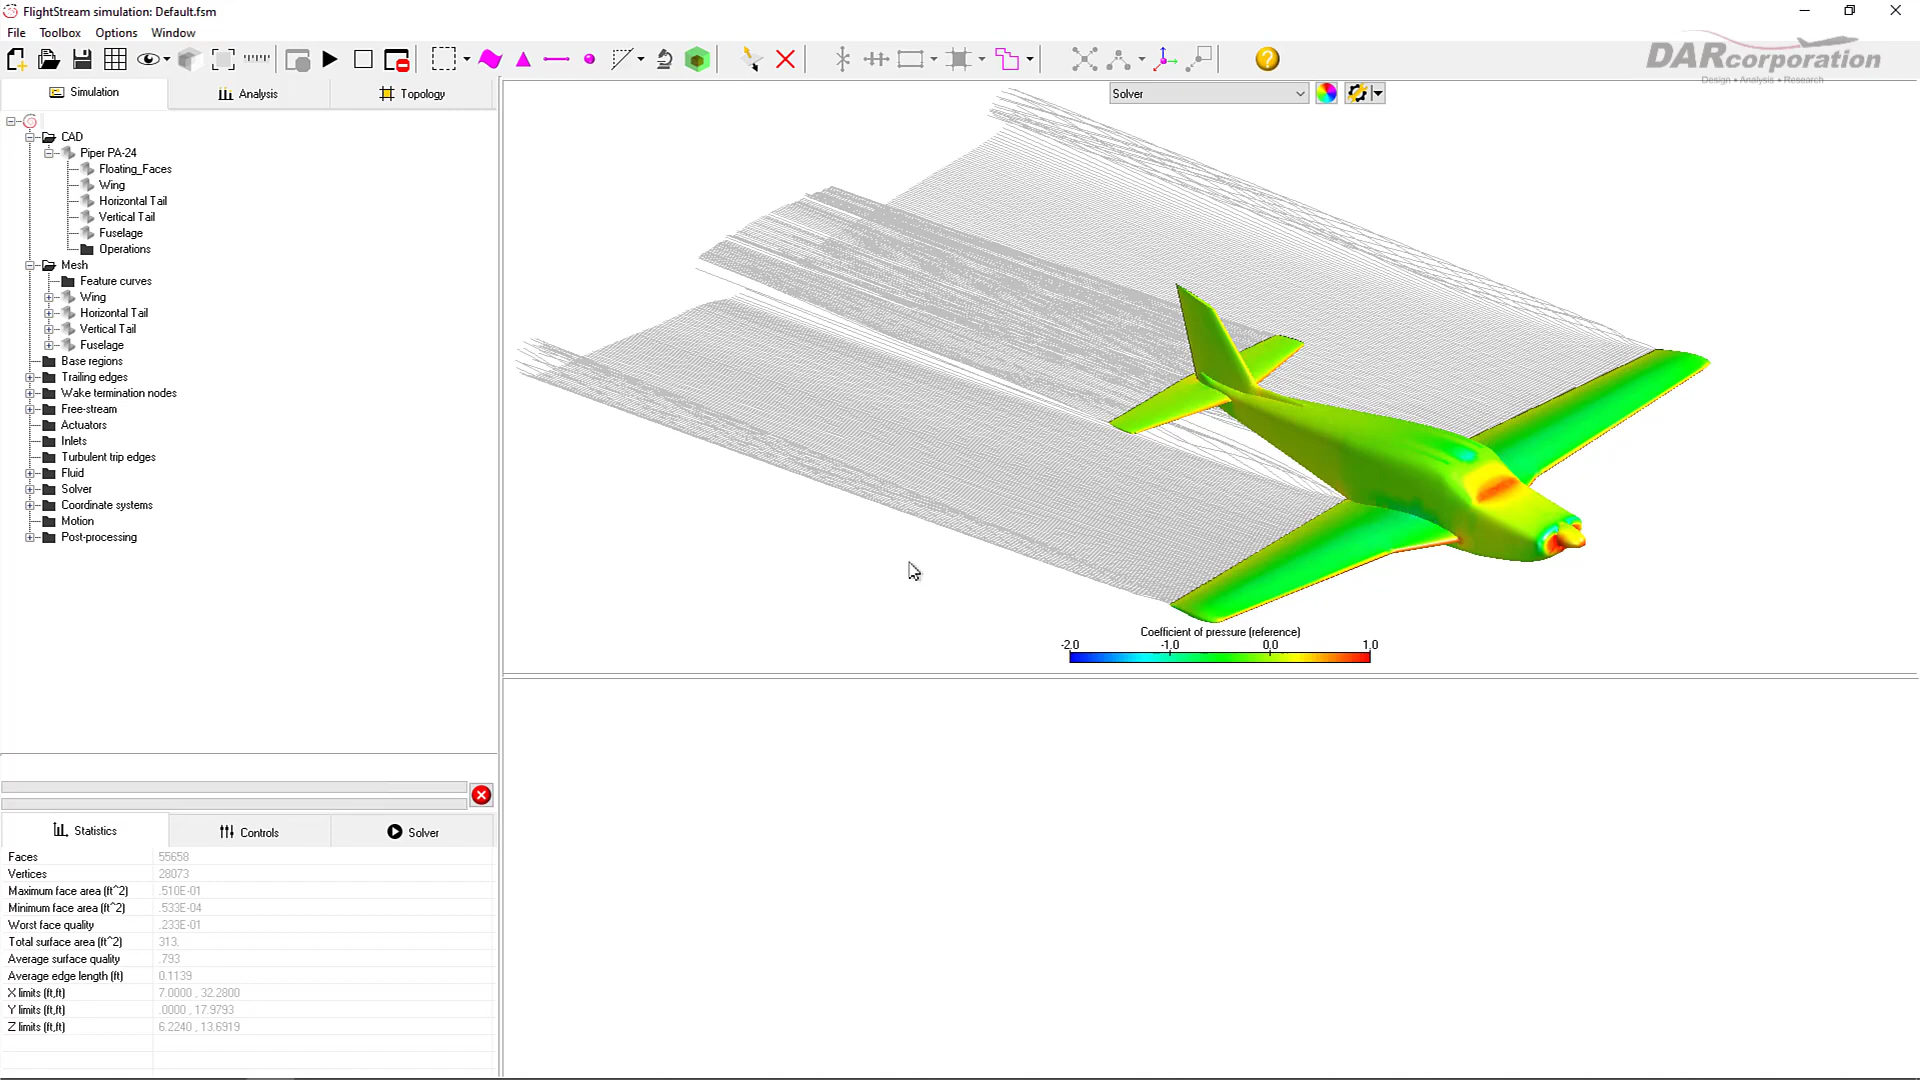 FlightStream simulation: Default.fsm
File Toolbox Options Window
DARcorporation
Design • Analysis • Research
Simulation Analysis Topology
Solver
CAD
Piper PA-24
Floating_Faces
Wing
Horizontal Tail
Vertical Tail
Fuselage
Operations
Mesh
Feature curves
Wing
Horizontal Tail
Vertical Tail
Fuselage
Base regions
Trailing edges
Wake termination nodes
Free-stream
Actuators
Inlets
Turbulent trip edges
Fluid
Solver
Coordinate systems
Motion
Post-processing
Coefficient of pressure (reference)
-2.0 -1.0 0.0 1.0
Statistics Controls Solver
Faces 55658
Vertices 28073
Maximum face area (ft^2) .510E-01
Minimum face area (ft^2) .533E-04
Worst face quality .233E-01
Total surface area (ft^2) 313.
Average surface quality .793
Average edge length (ft) 0.1139
X limits (ft,ft) 7.0000 , 32.2800
Y limits (ft,ft) .0000 , 17.9793
Z limits (ft,ft) 6.2240 , 13.6919